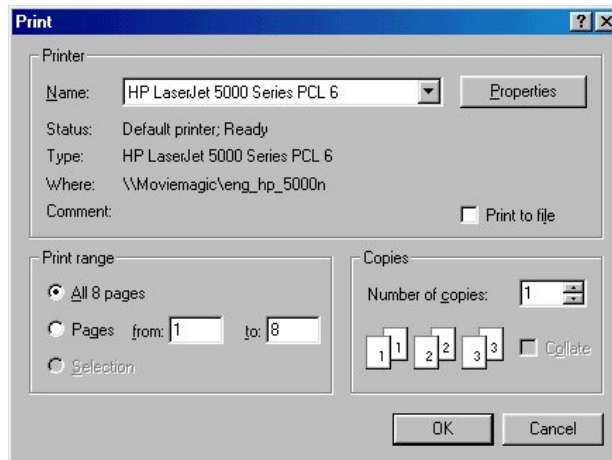 Print
Printer
Name: HP LaserJet 5000 Series PCL 6 Properties
Status: Default printer; Ready
Type: HP LaserJet 5000 Series PCL 6
Where: \\Moviemagic\eng_hp_5000n
Comment: Print to file
Print range
All 8 pages
Pages from: 1 to: 8
Selection
Copies
Number of copies: 1
1 1 2 2 3 3 Collate
OK Cancel